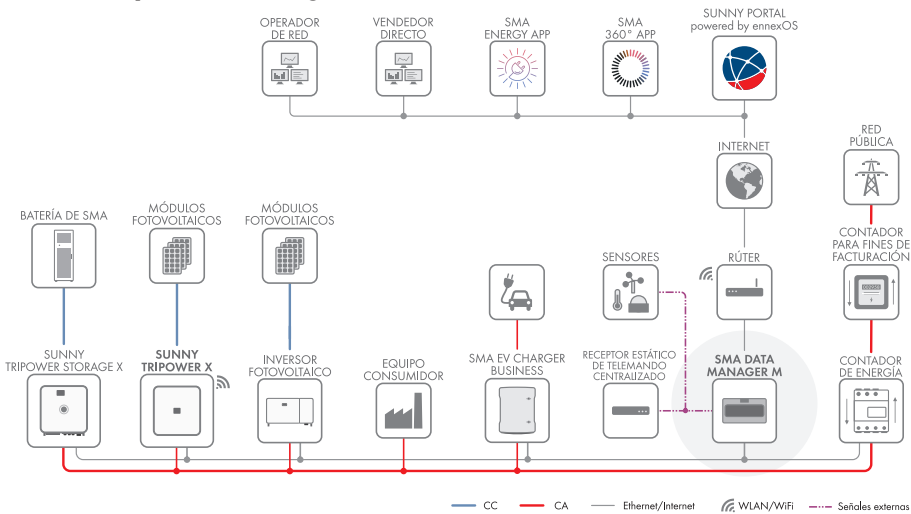 OPERADOR
DE RED
VENDEDOR
DIRECTO
SMA
ENERGY APP
SMA
360° APP
SUNNY PORTAL
powered by ennexOS
INTERNET
RED
PÚBLICA
BATERÍA DE SMA
MÓDULOS
FOTOVOLTAICOS
MÓDULOS
FOTOVOLTAICOS
SENSORES
RÚTER
CONTADOR
PARA FINES DE
FACTURACIÓN
SUNNY
TRIPOWER STORAGE X
SUNNY
TRIPOWER X
INVERSOR
FOTOVOLTAÍCO
EQUIPO
CONSUMIDOR
SMA EV CHARGER
BUSINESS
RECEPTOR ESTÁTICO
DE TELEMANDO
CENTRALIZADO
SMA DATA
MANAGER M
CONTADOR
DE ENERGÍA
CC
CA
Ethernet/Internet
WLAN/WiFi
Señales externas